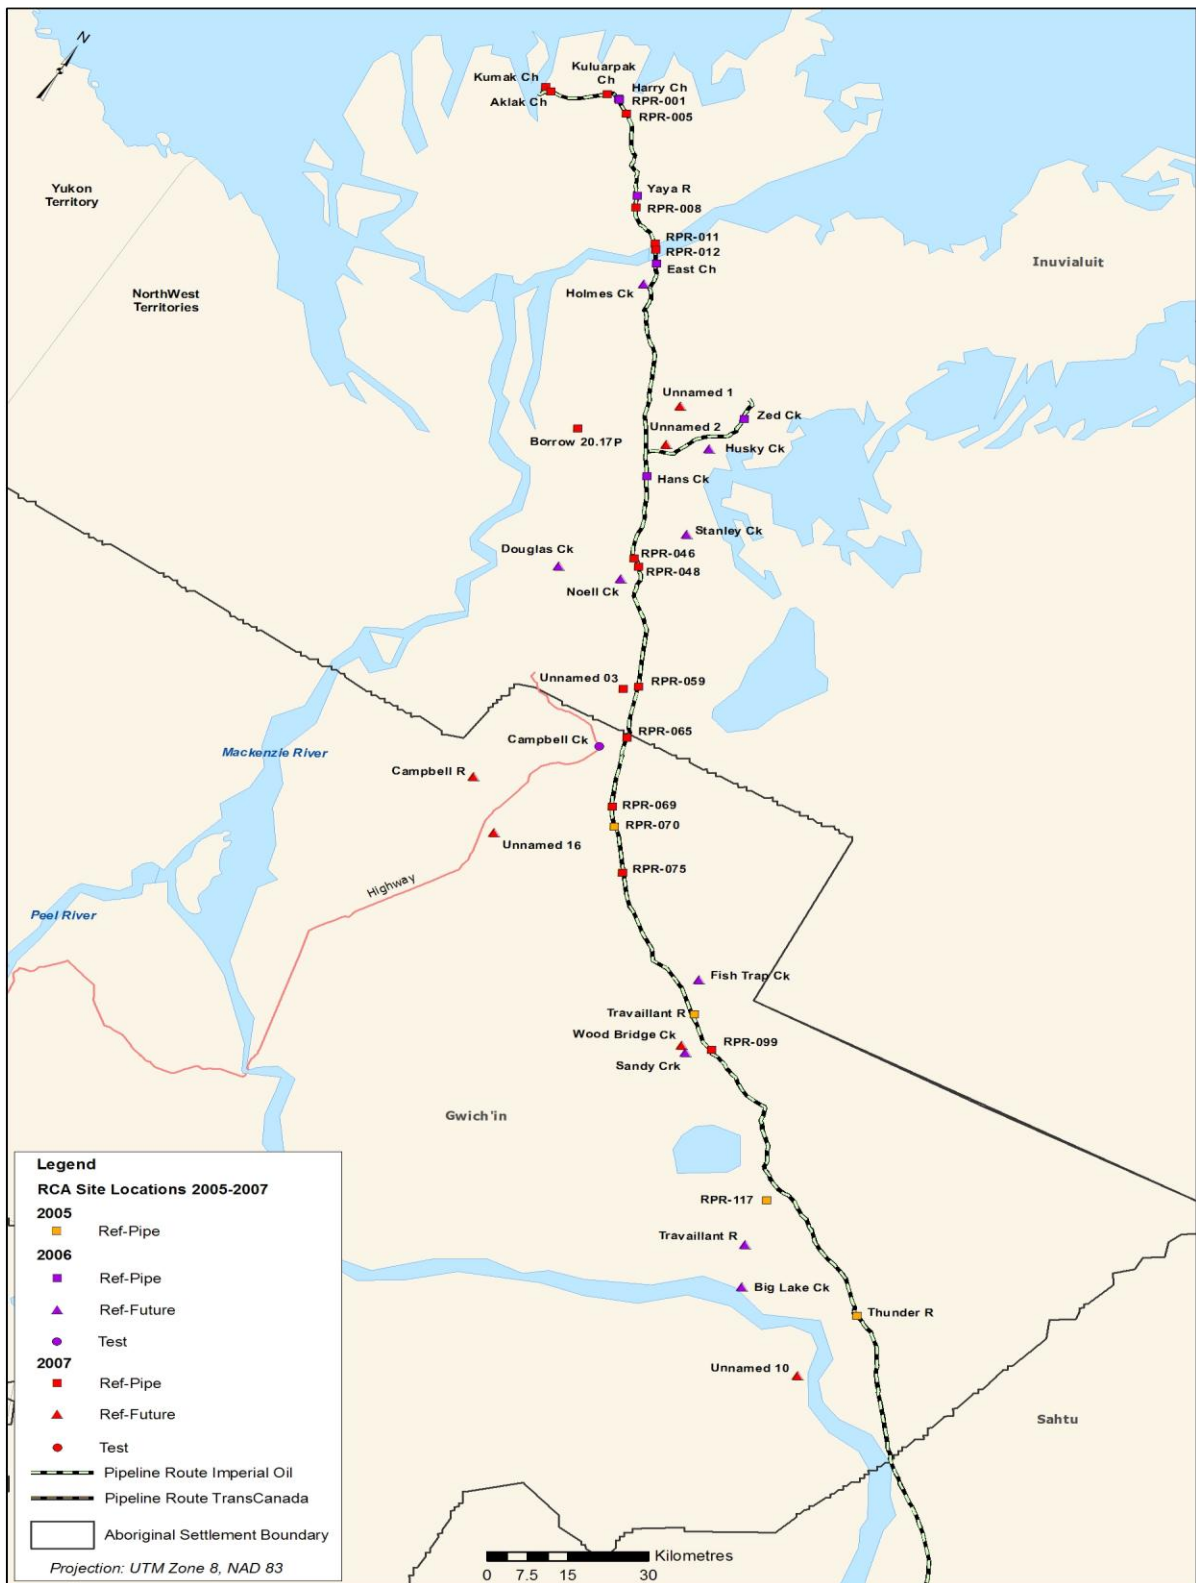 N
Kumak Ch
Aklak Ch
Kuluarpak
Ch
Harry Ch
RPR-001
RPR-005
Yukon
Territory
Yaya R
RPR-008
RPR-011
RPR-012
East Ch
Inuvialuit
NorthWest
Territories
Holmes Ck
Unnamed 1
Zed Ck
Unnamed 2
Borrow 20.17P
Husky Ck
Hans Ck
Stanley Ck
Douglas Ck
RPR-046
RPR-048
Noell Ck
Unnamed 03
RPR-059
RPR-065
Campbell Ck
Mackenzie River
Campbell R
RPR-069
RPR-070
Unnamed 16
RPR-075
Highway
Peel River
Fish Trap Ck
Travaillant R
Wood Bridge Ck
RPR-099
Sandy Crk
Gwich'in
RPR-117
Travaillant R
Big Lake Ck
Thunder R
Unnamed 10
Sahtu
Legend
RCA Site Locations 2005-2007
2005
Ref-Pipe
2006
Ref-Pipe
Ref-Future
Test
2007
Ref-Pipe
Ref-Future
Test
Pipeline Route Imperial Oil
Pipeline Route TransCanada
Aboriginal Settlement Boundary
Projection: UTM Zone 8, NAD 83
Kilometres
0 7.5 15 30